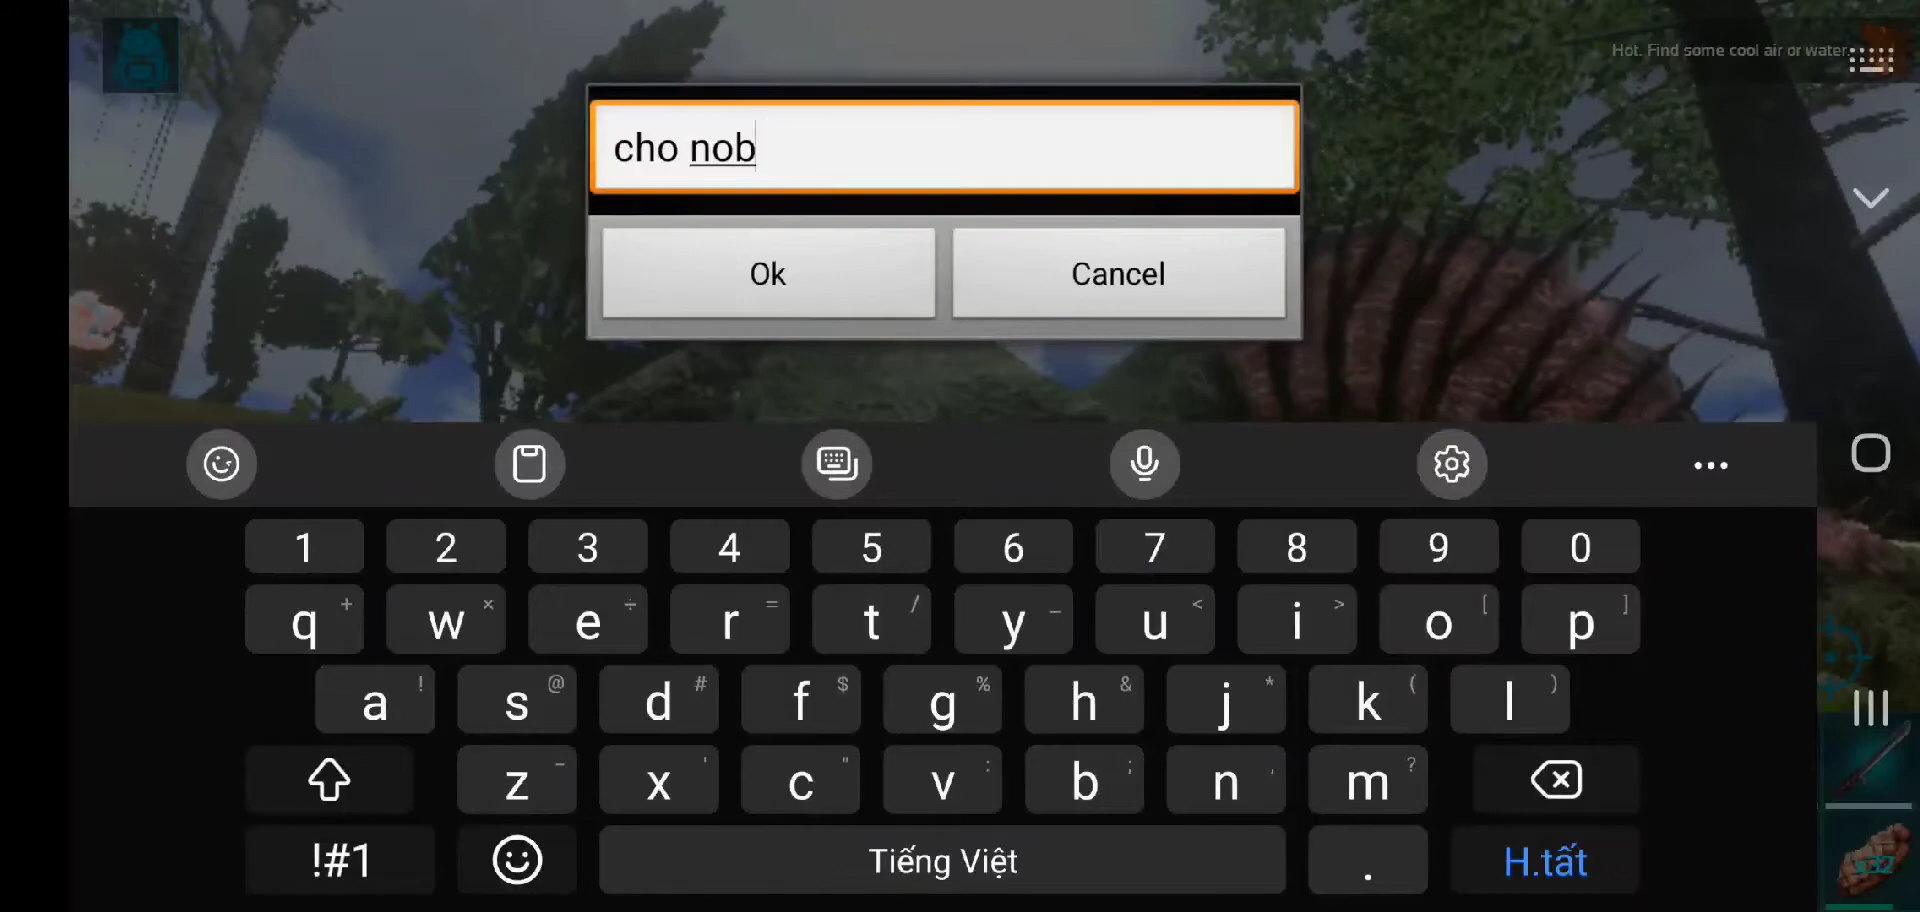 Hot. Find some cool air or water.
cho nob
Ok Cancel
1 2 3 4 5 6 7 8 9 0
q + w × e ÷ r = t / y _ u < i > o [ p ]
a ! s @ d # f $ g % h & j * k ( l )
z - x ' c " v : b ; n , m ?
!#1 Tiếng Việt . H.tất